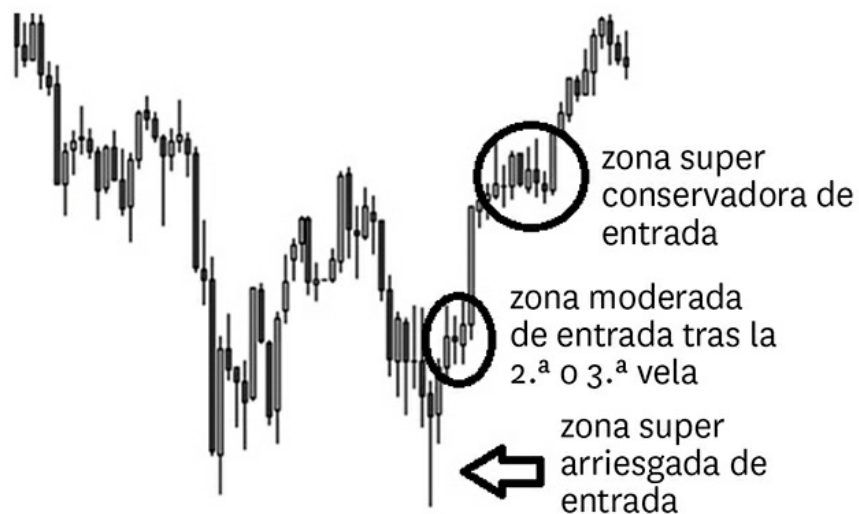 zona super
conservadora de
entrada
zona moderada
de entrada tras la
2.ª o 3.ª vela
zona super
arriesgada de
entrada